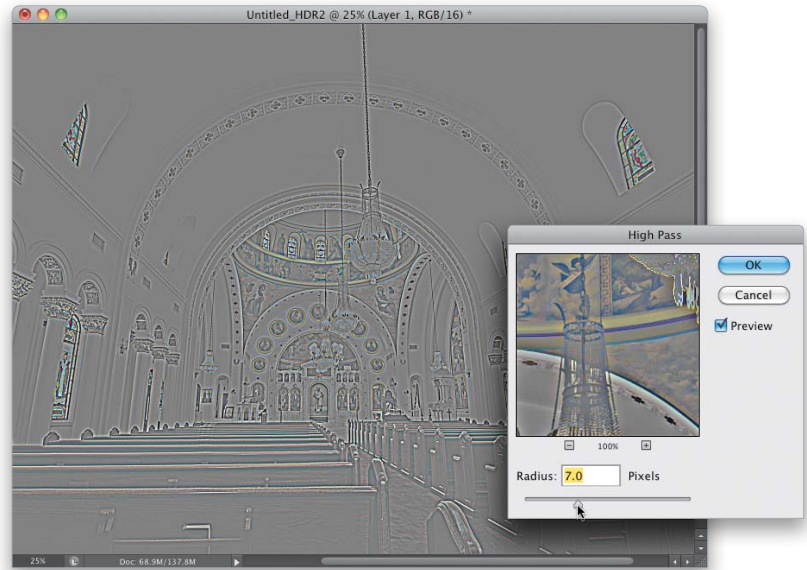 Untitled_HDR2 @ 25% (Layer 1, RGB/16) *
High Pass
OK
Cancel
Preview
100%
Radius: 7.0 Pixels
25%
Doc: 68.9M/137.8M